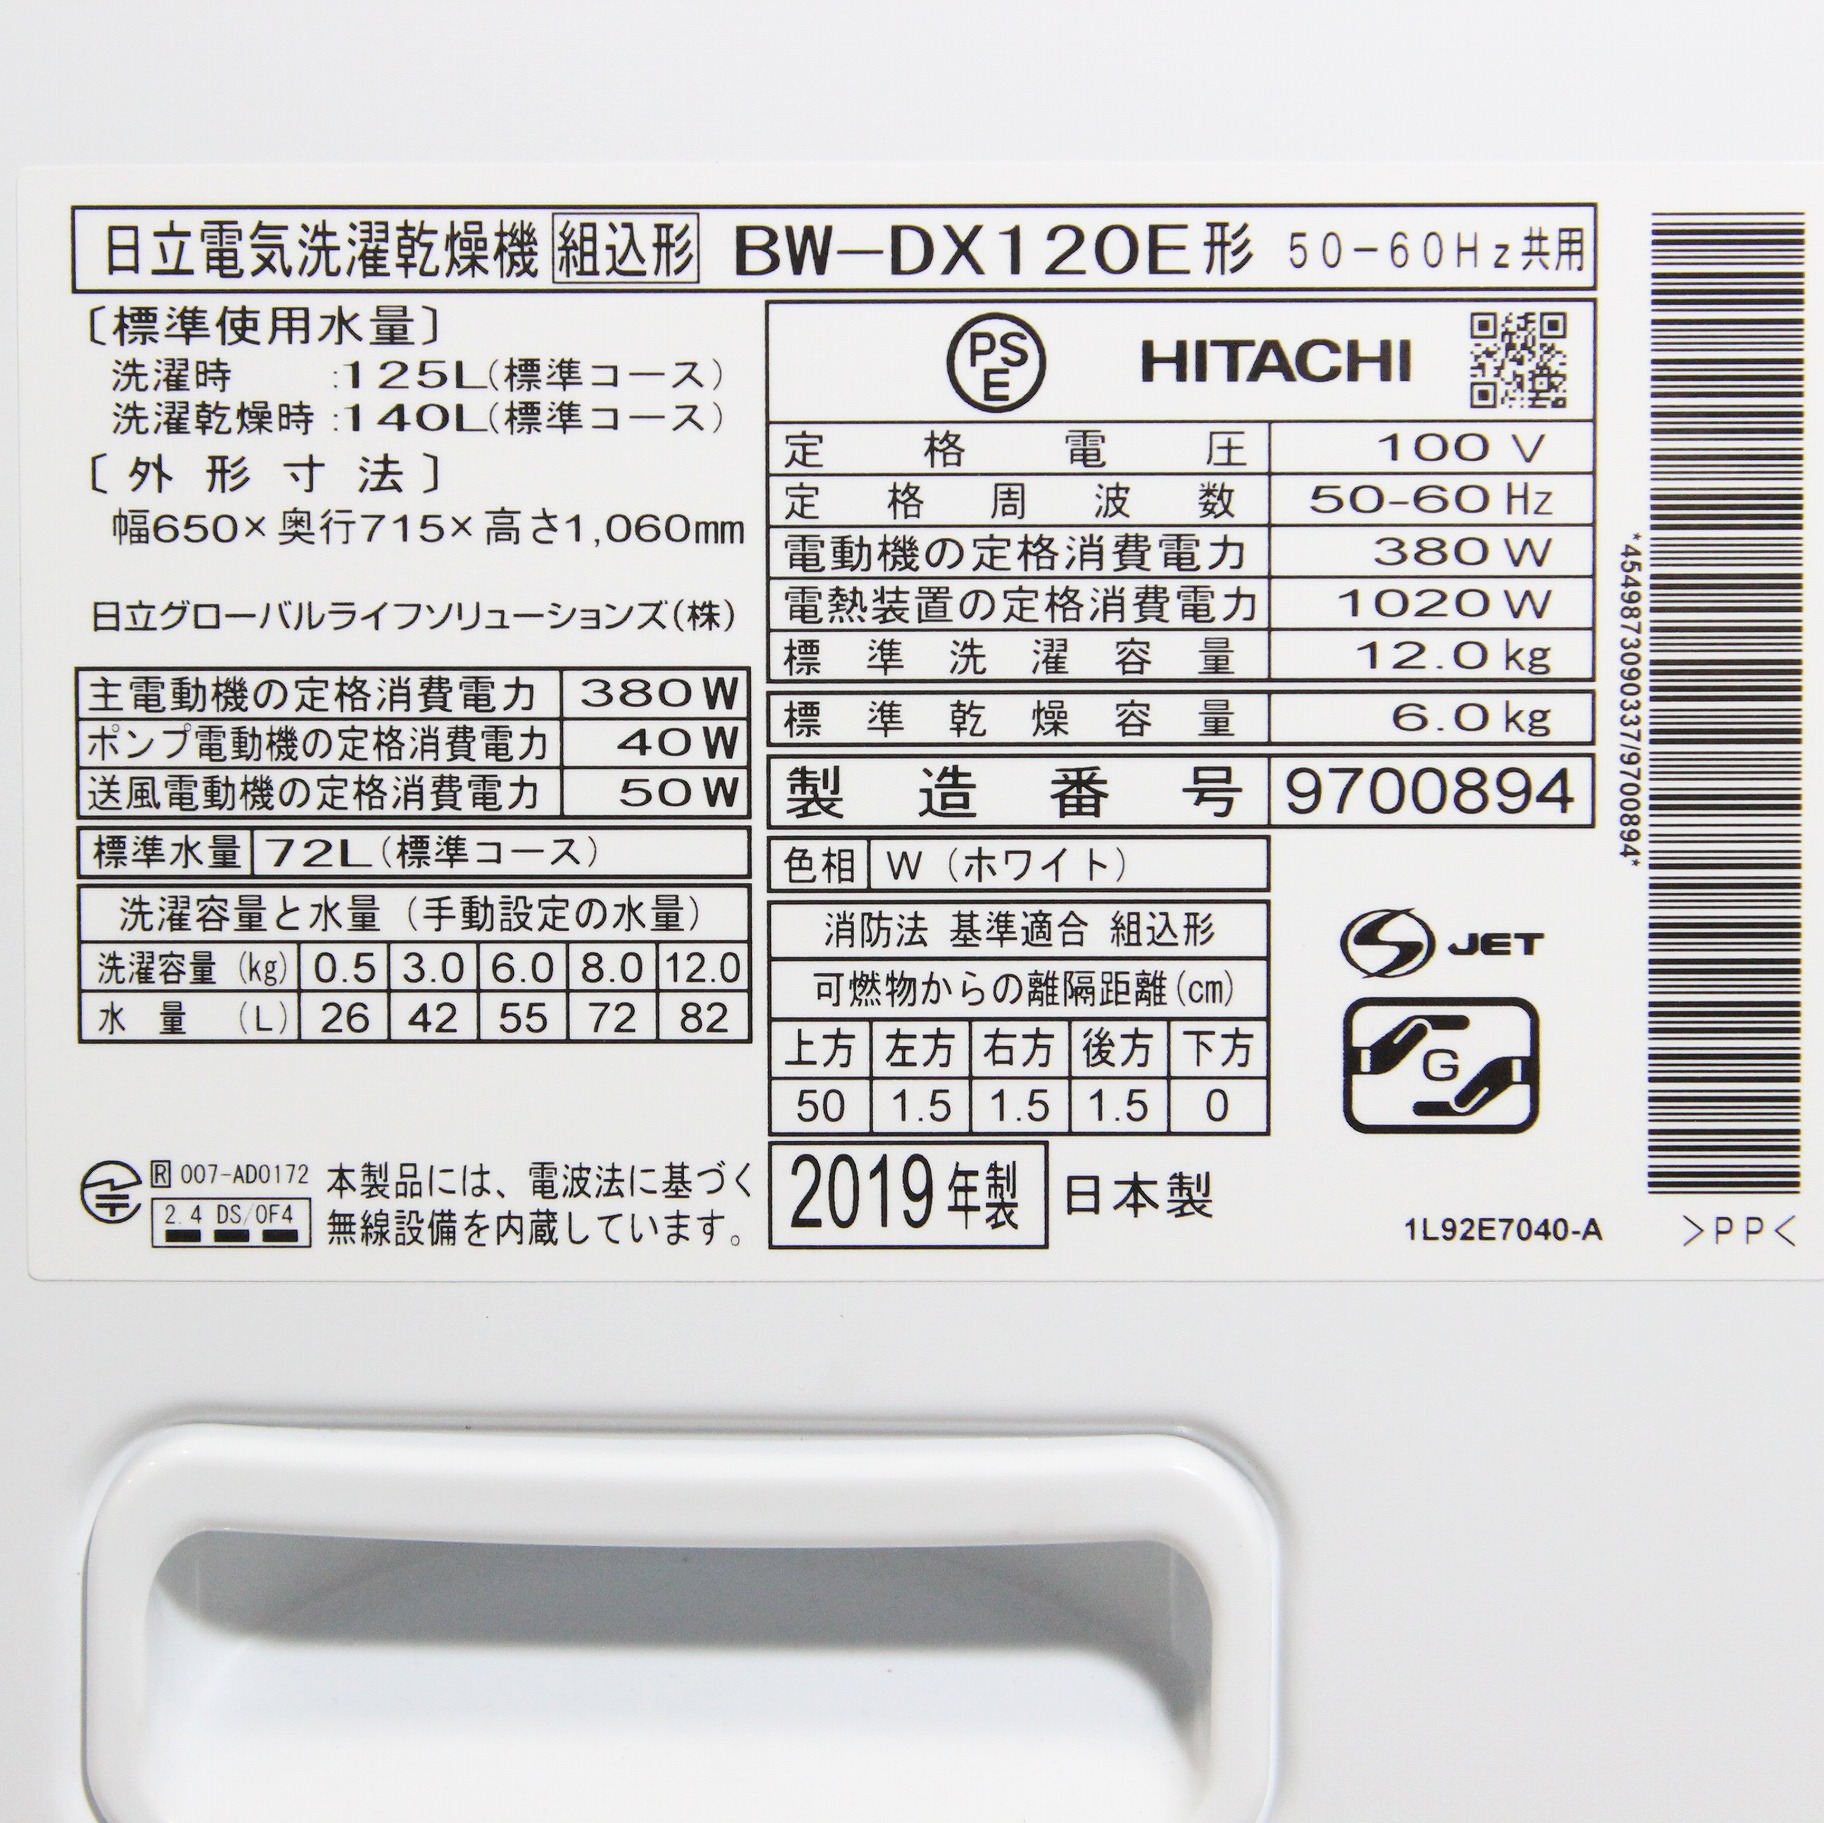 日立電気洗濯乾燥機 組込形 BW-DX120E形 50-60Hz共用
〔標準使用水量〕
洗濯時 :125L(標準コース)
洗濯乾燥時 :140L(標準コース)
〔外形寸法〕
幅650×奥行715×高さ1,060mm
日立グローバルライフソリューションズ(株)
主電動機の定格消費電力 380W
ポンプ電動機の定格消費電力 40W
送風電動機の定格消費電力 50W
標準水量 72L(標準コース)
洗濯容量と水量(手動設定の水量)
洗濯容量(kg) 0.5 3.0 6.0 8.0 12.0
水量(L) 26 42 55 72 82
R 007-AD0172
2.4 DS/OF4
本製品には、電波法に基づく
無線設備を内蔵しています。
PSE HITACHI
定格電圧 100V
定格周波数 50-60Hz
電動機の定格消費電力 380W
電熱装置の定格消費電力 1020W
標準洗濯容量 12.0kg
標準乾燥容量 6.0kg
製造番号 9700894
色相 W(ホワイト)
消防法 基準適合 組込形
可燃物からの離隔距離(cm)
上方 左方 右方 後方 下方
50 1.5 1.5 1.5 0
2019年製 日本製
S JET
G
1L92E7040-A
>PP<
*4549873090337/9700894*